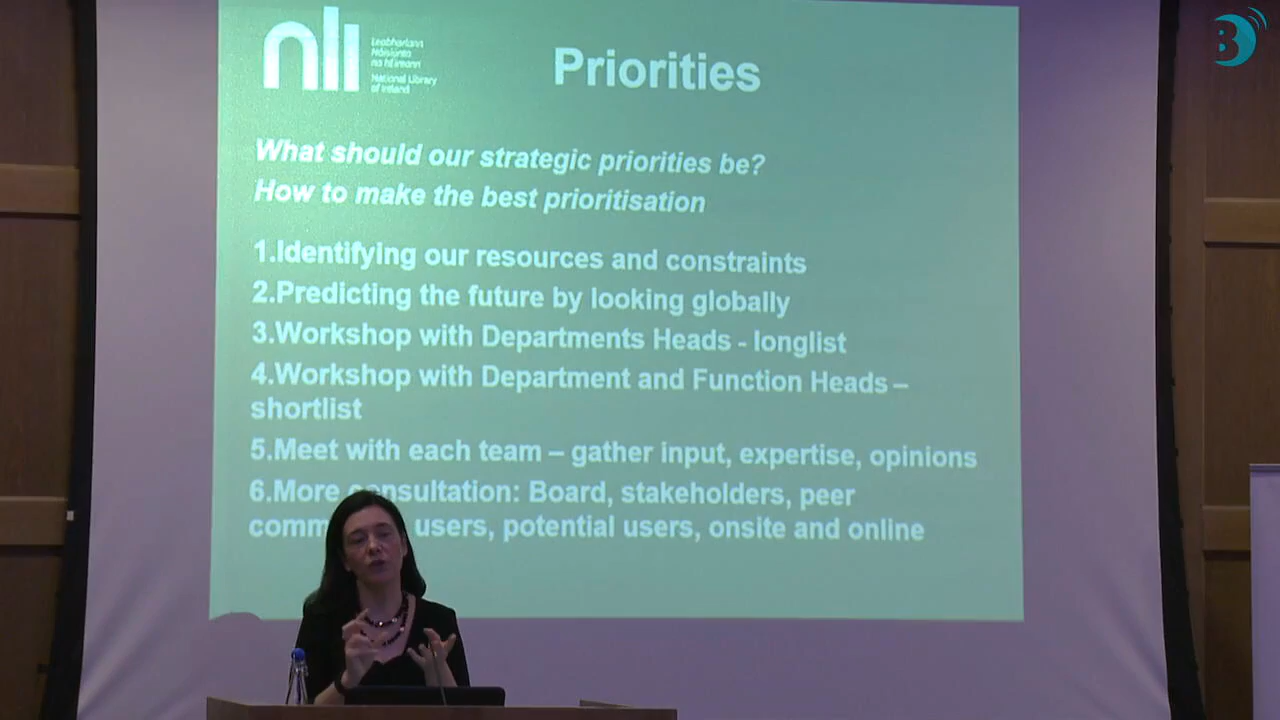 nli
Leabharlann
Náisiúnta
na hÉireann
National Library
of Ireland
Priorities
What should our strategic priorities be?
How to make the best prioritisation
1.Identifying our resources and constraints
2.Predicting the future by looking globally
3.Workshop with Departments Heads - longlist
4.Workshop with Department and Function Heads –
shortlist
5.Meet with each team – gather input, expertise, opinions
6.More consultation: Board, stakeholders, peer
users, potential users, onsite and online